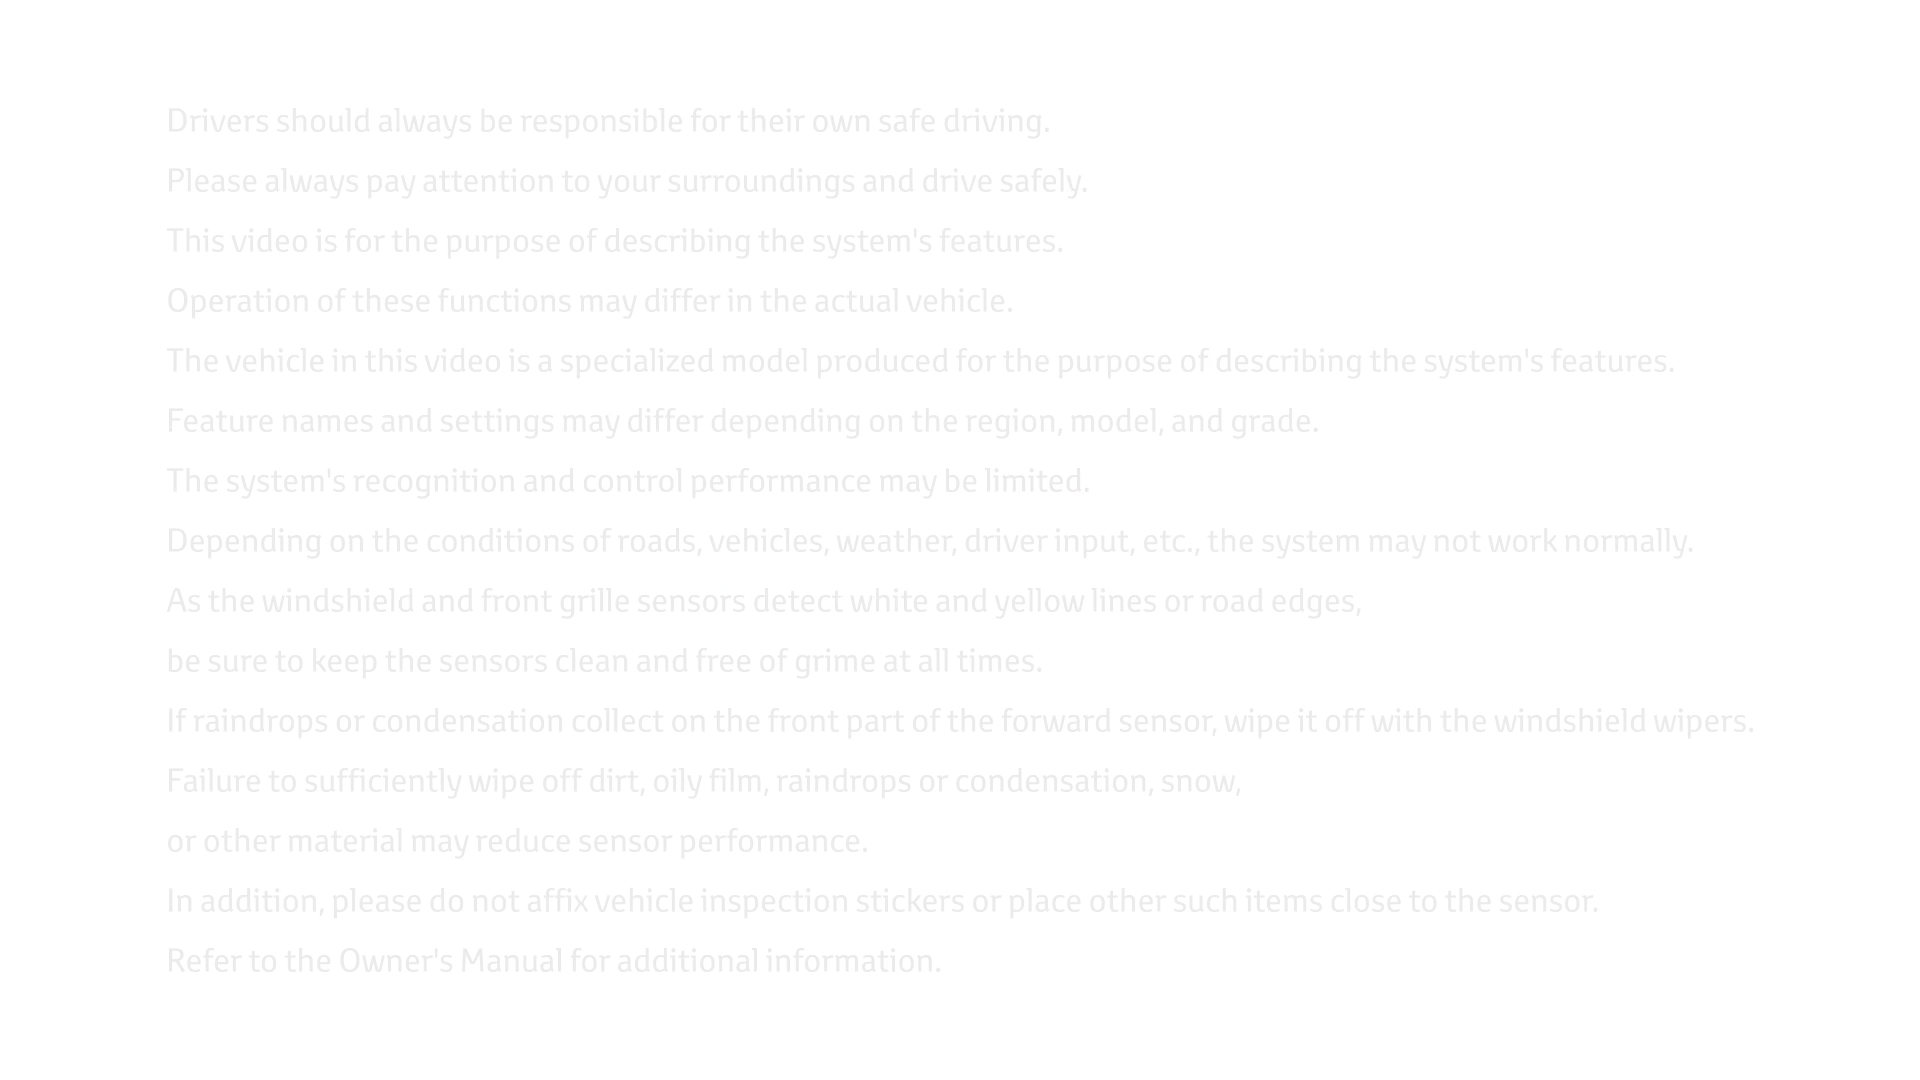 Drivers should always be responsible for their own safe driving.
Please always pay attention to your surroundings and drive safely.
This video is for the purpose of describing the system's features.
Operation of these functions may differ in the actual vehicle.
The vehicle in this video is a specialized model produced for the purpose of describing the system's features.
Feature names and settings may differ depending on the region, model, and grade.
The system's recognition and control performance may be limited.
Depending on the conditions of roads, vehicles, weather, driver input, etc., the system may not work normally.
As the windshield and front grille sensors detect white and yellow lines or road edges,
be sure to keep the sensors clean and free of grime at all times.
If raindrops or condensation collect on the front part of the forward sensor, wipe it off with the windshield wipers.
Failure to sufficiently wipe off dirt, oily film, raindrops or condensation, snow,
or other material may reduce sensor performance.
In addition, please do not affix vehicle inspection stickers or place other such items close to the sensor.
Refer to the Owner's Manual for additional information.